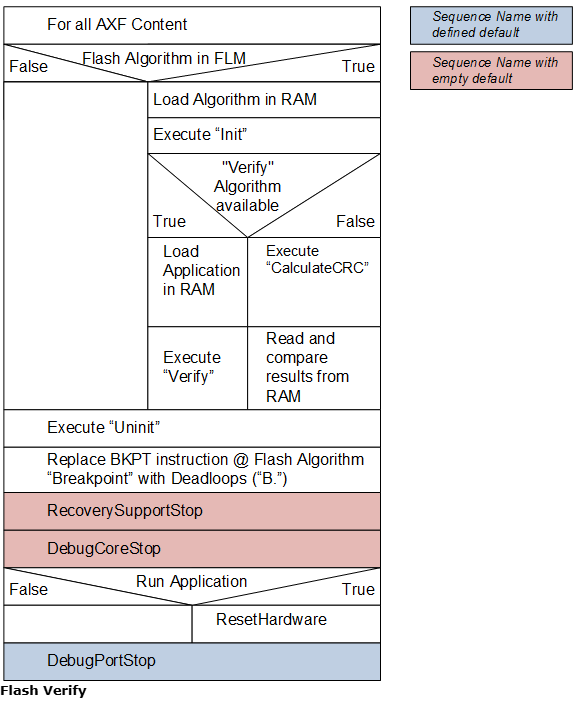 For all AXF Content
Sequence Name with
defined default
Flash Algorithm in FLM
False
True
Sequence Name with
empty default
Load Algorithm in RAM
Execute “Init”
"Verify"
Algorithm
available
True
False
Load
Application
in RAM
Execute
“CalculateCRC”
Execute
“Verify”
Read and
compare
results from
RAM
Execute “Uninit”
Replace BKPT instruction @ Flash Algorithm
“Breakpoint” with Deadloops (“B.”)
RecoverySupportStop
DebugCoreStop
Run Application
False
True
ResetHardware
DebugPortStop
Flash Verify